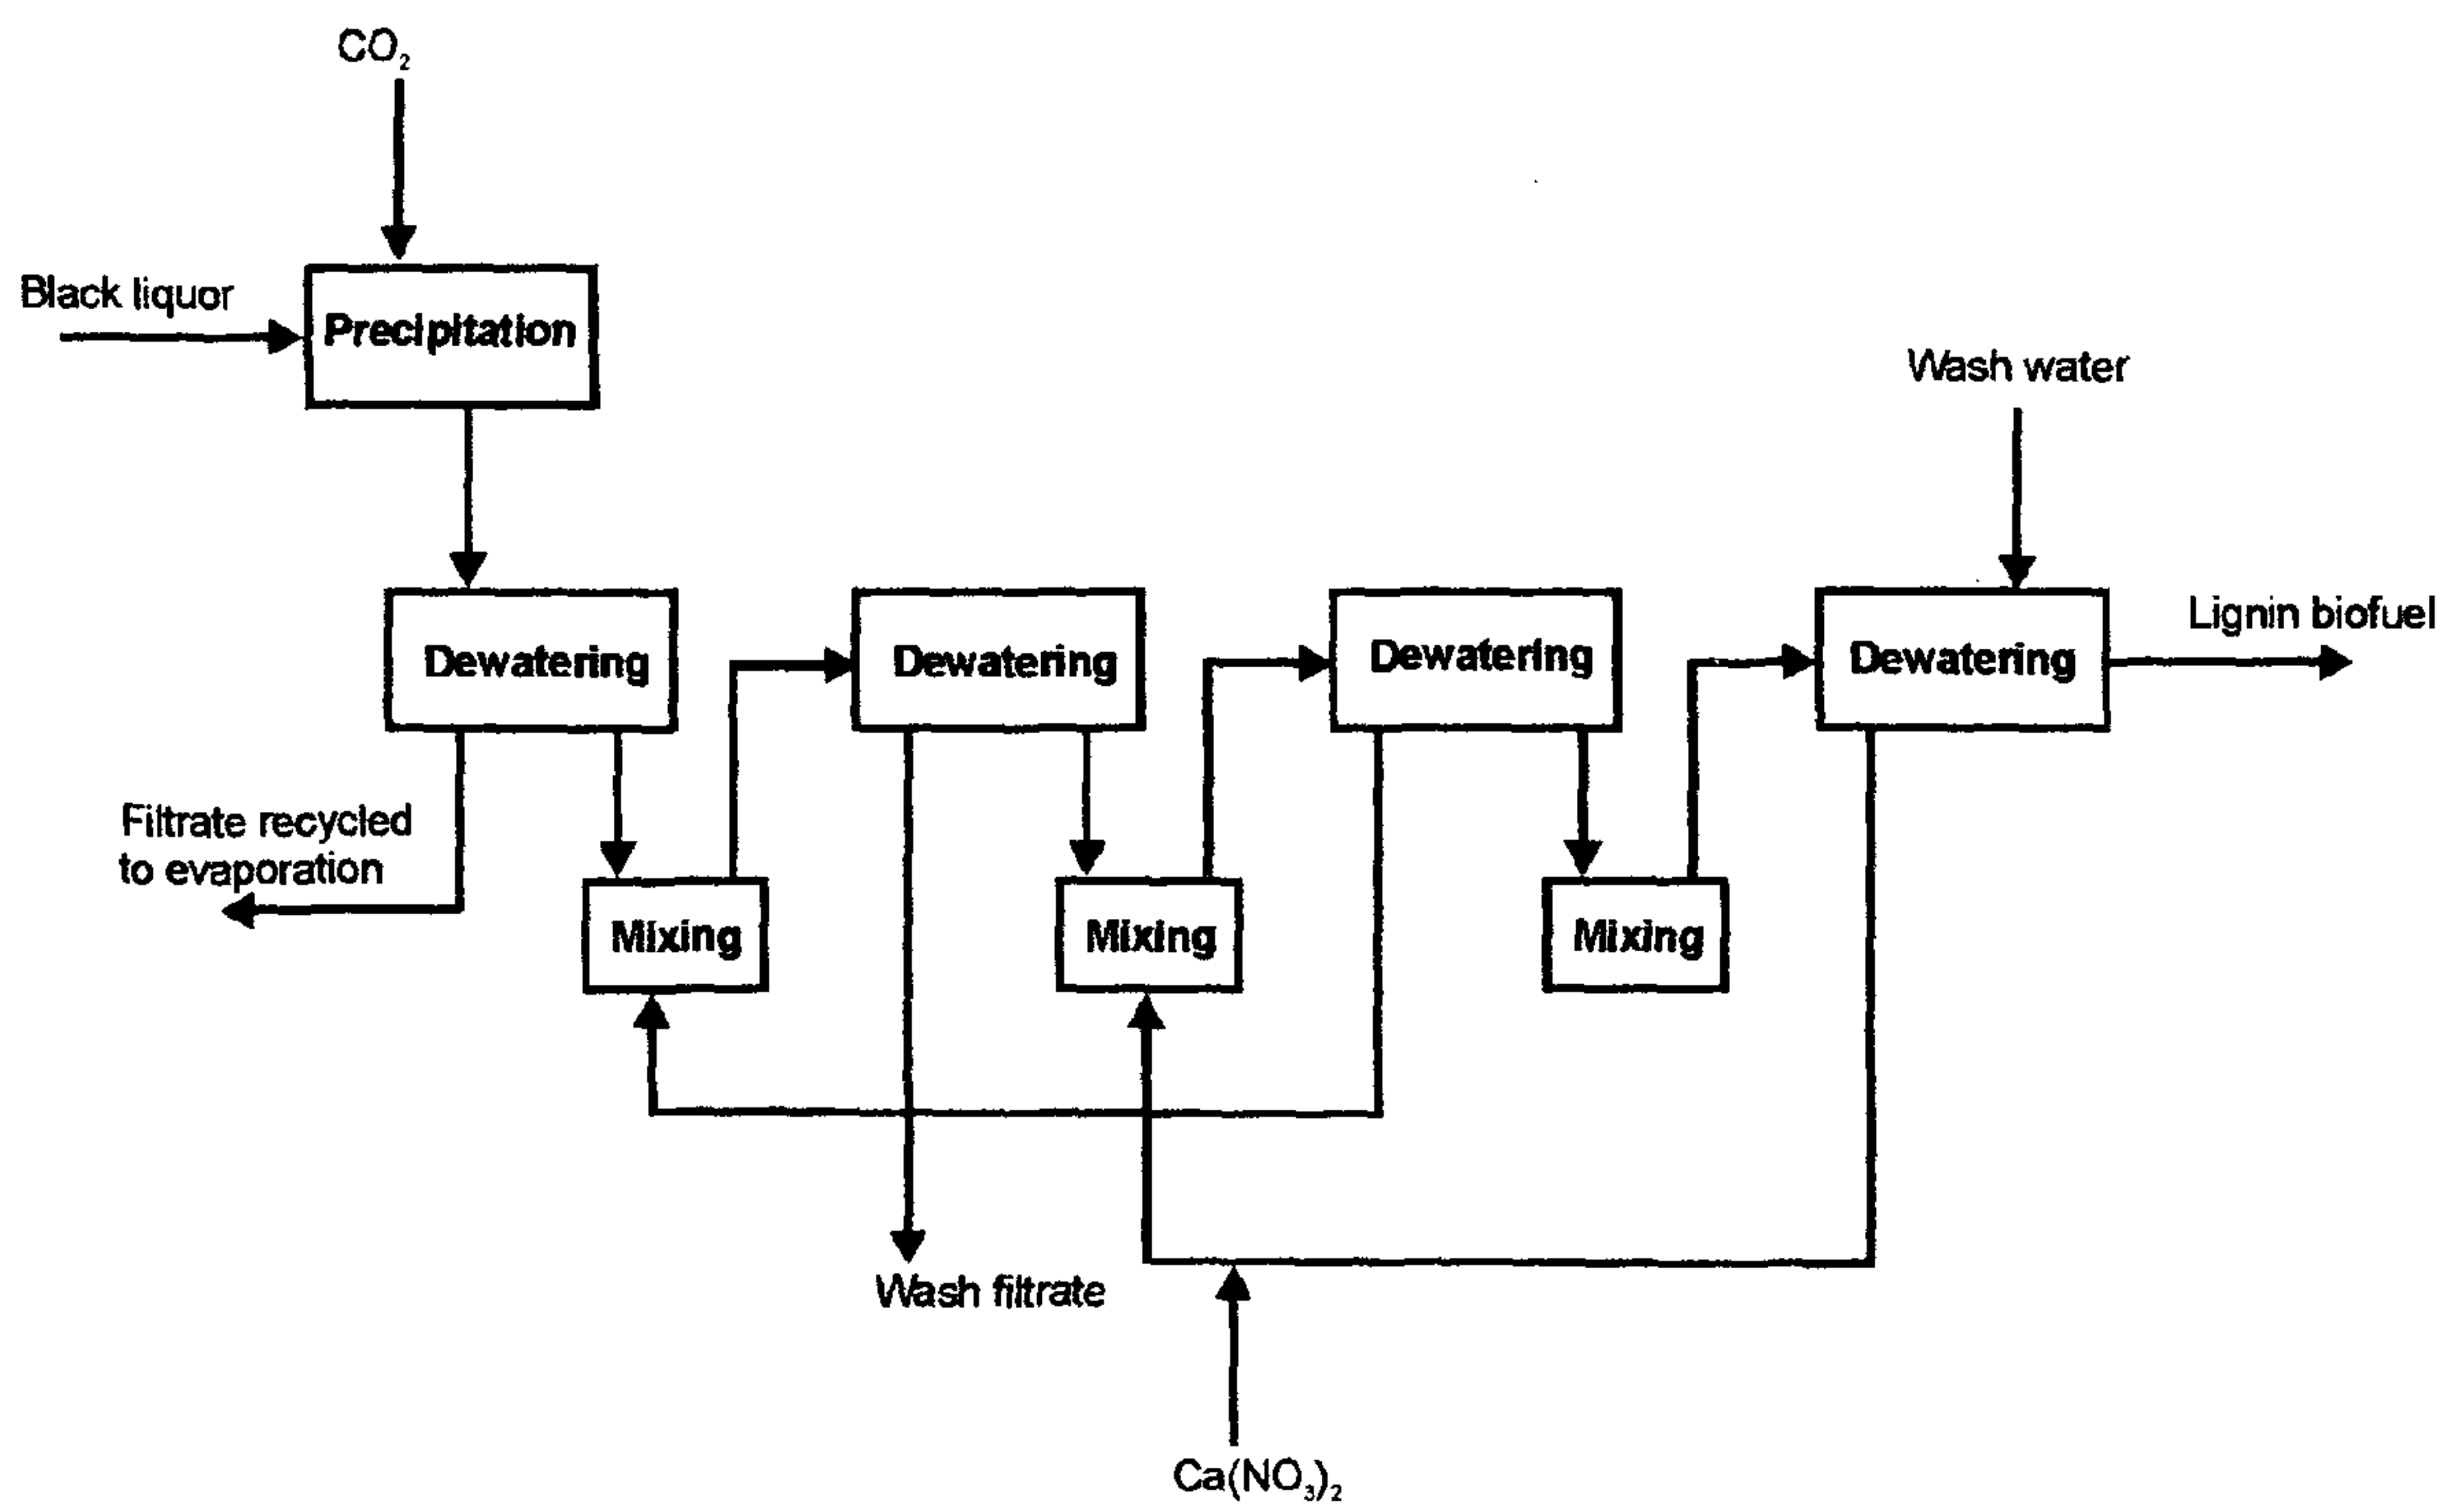 CO₂
Black liquor
Precipitation
Wash water
Dewatering
Dewatering
Dewatering
Dewatering
Lignin biofuel
Filtrate recycled
to evaporation
Mixing
Mixing
Mixing
Wash filtrate
Ca(NO₃)₂